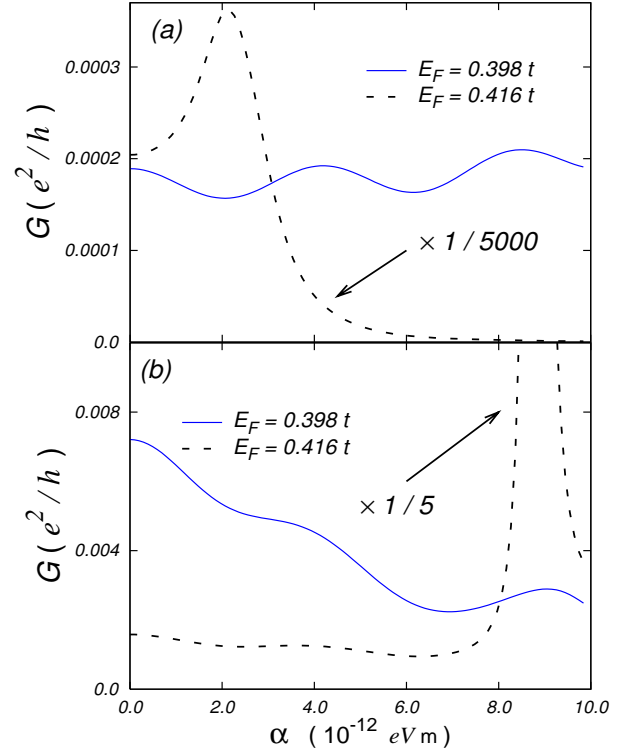 (a)
E_F = 0.398 t
E_F = 0.416 t
0.0003
0.0002
0.0001
0.0
G ( e^2 / h )
× 1 / 5000
(b)
E_F = 0.398 t
E_F = 0.416 t
0.008
0.004
0.0
G ( e^2 / h )
× 1 / 5
0.0 2.0 4.0 6.0 8.0 10.0
α ( 10^-12 eV m )